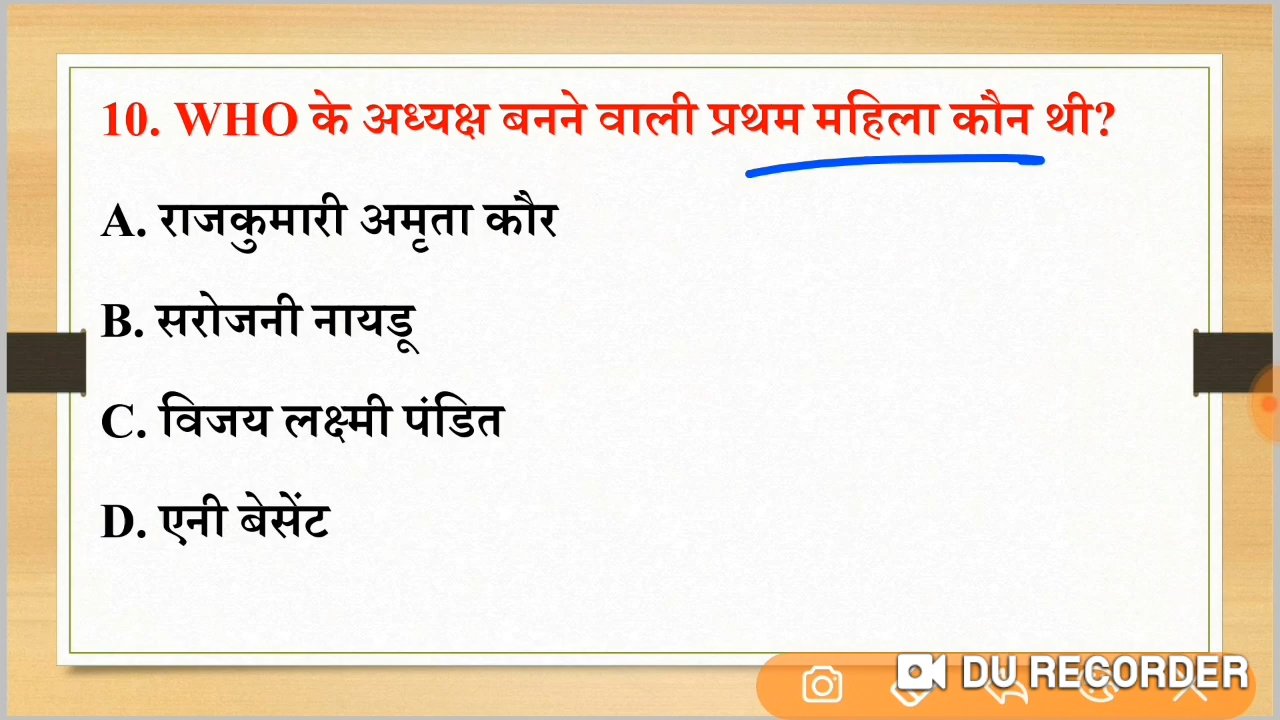 10. WHO के अध्यक्ष बनने वाली प्रथम महिला कौन थी?
A. राजकुमारी अमृता कौर
B. सरोजनी नायडू
C. विजय लक्ष्मी पंडित
D. एनी बेसेंट
DU RECORDER